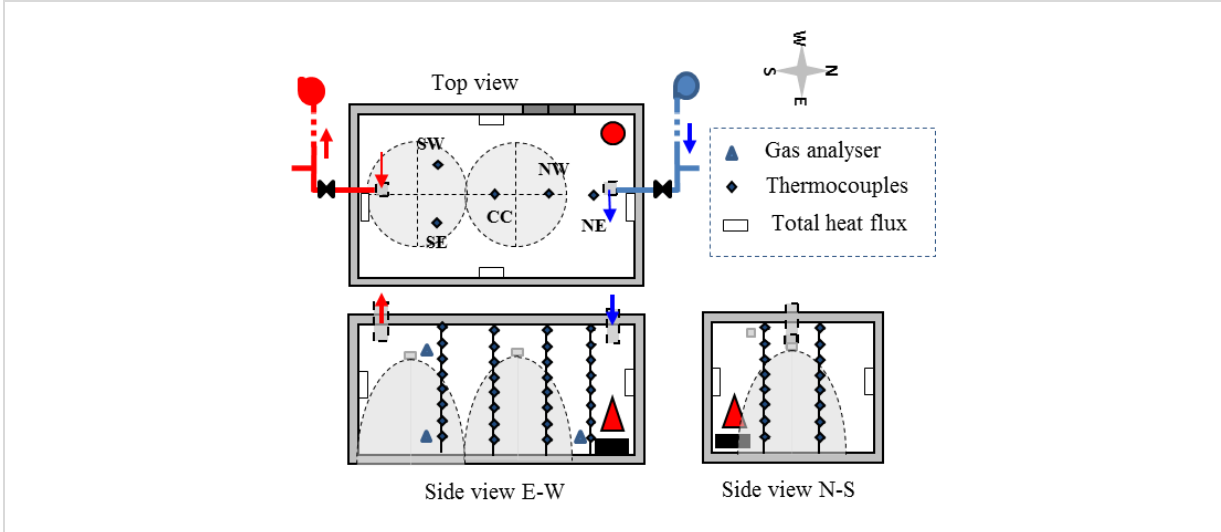 W
S
N
E
Top view
SW
NW
CC
NE
SE
Gas analyser
Thermocouples
Total heat flux
Side view E-W
Side view N-S